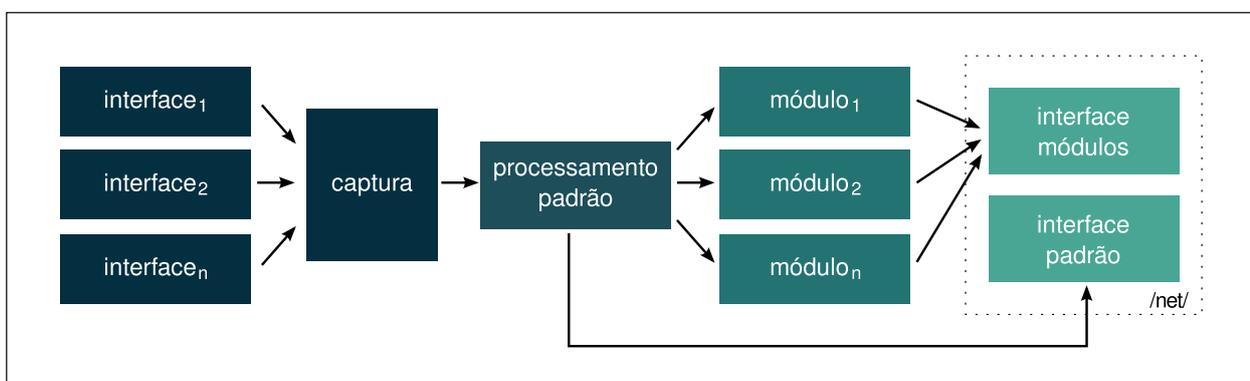 interface1
interface2
interfacen
captura
processamento
padrão
módulo1
módulo2
módulon
interface
módulos
interface
padrão
/net/